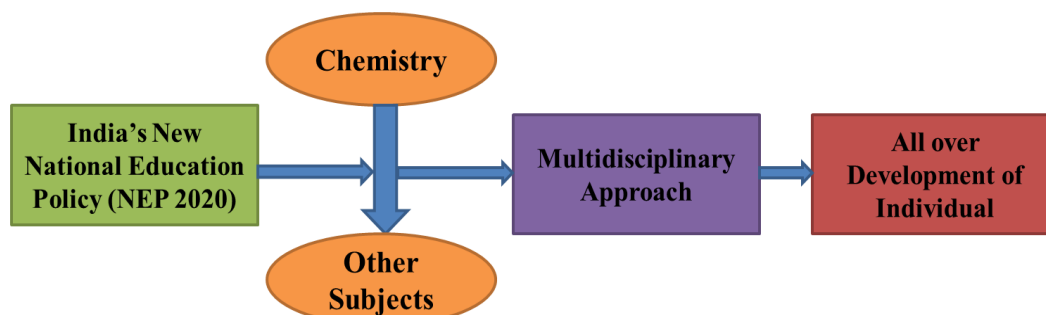 Chemistry
India’s New
National Education
Policy (NEP 2020)
Multidisciplinary
Approach
All over
Development of
Individual
Other
Subjects